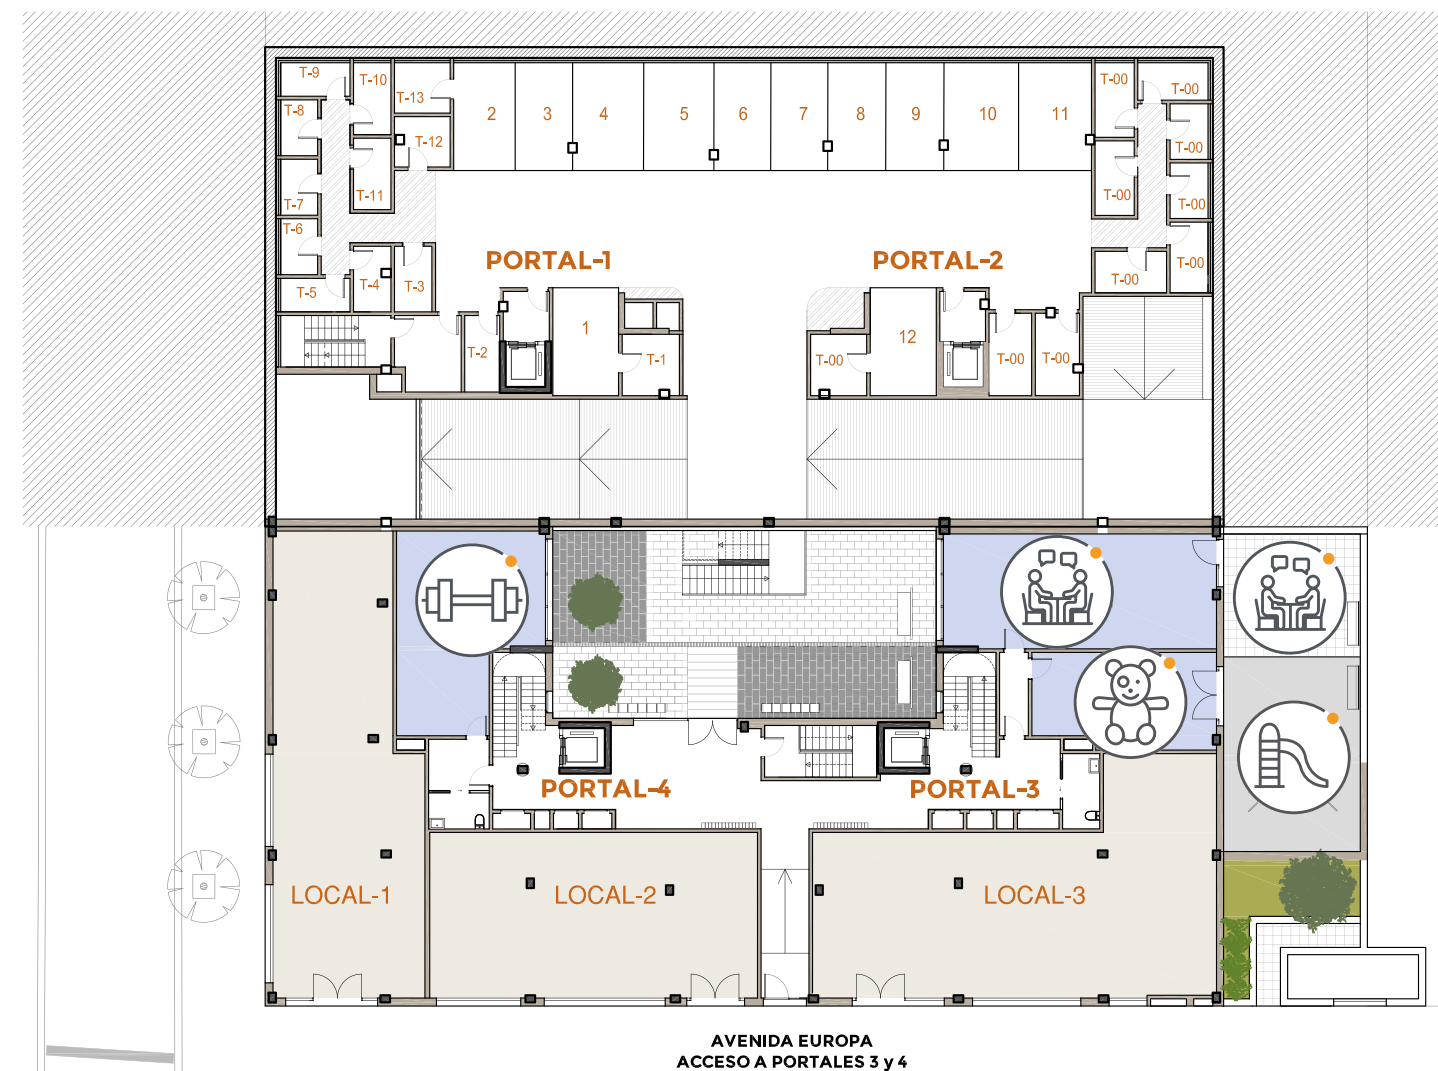 T-9
T-10
T-13
T-8
T-12
T-7
T-11
T-6
T-5
T-4
T-3
2
3
4
5
6
7
8
9
10
11
T-00
T-00
T-00
T-00
T-00
T-00
T-00
PORTAL-1
PORTAL-2
T-2
1
T-1
T-00
12
T-00
T-00
PORTAL-4
PORTAL-3
LOCAL-1
LOCAL-2
LOCAL-3
AVENIDA EUROPA
ACCESO A PORTALES 3 y 4